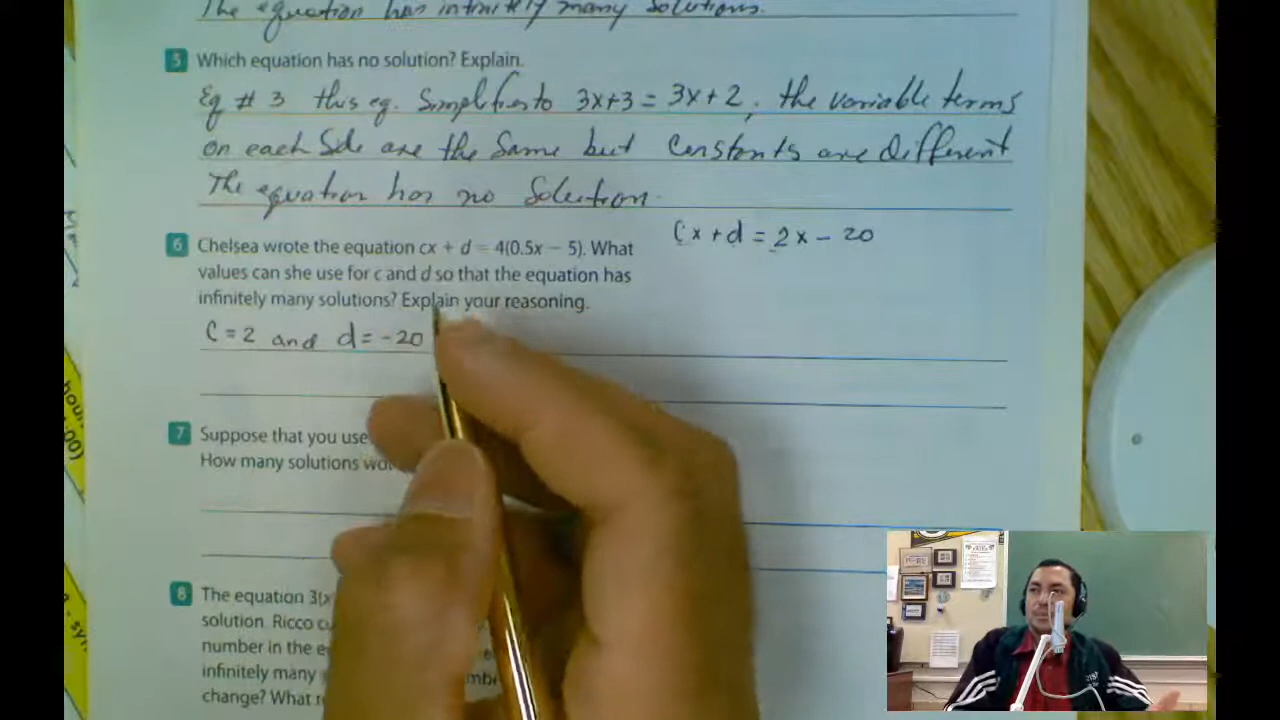 The equation has infinitely many solutions.
5 Which equation has no solution? Explain.
Eq # 3 this eq. Simplifies to 3x+3 = 3x+2, the variable terms
on each Side are the Same but Constants are different
The equation has no Solution.
6 Chelsea wrote the equation cx + d = 4(0.5x − 5). What
values can she use for c and d so that the equation has
infinitely many solutions? Explain your reasoning.
Cx + d = 2x − 20
C = 2 and d = -20
7 Suppose that you use
How many solutions
8 The equation 3(x
solution. Ricco
number in the
infinitely many
change? What